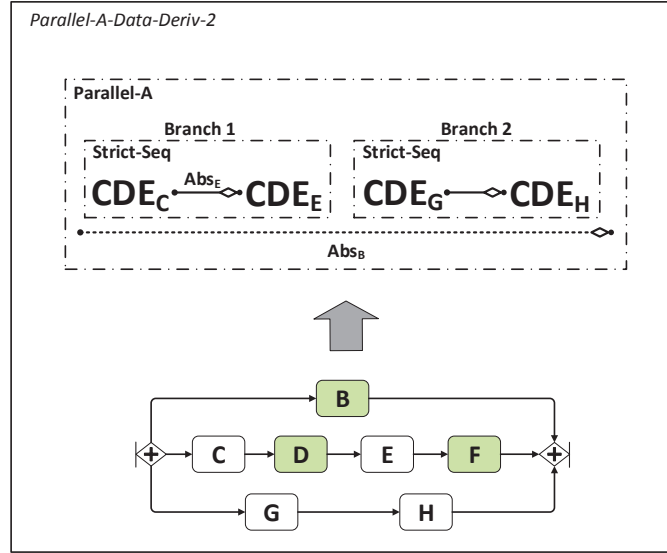 Parallel-A-Data-Deriv-2
Parallel-A
Branch 1 Branch 2
Strict-Seq Strict-Seq
Abs_E
CDE_C CDE_E CDE_G CDE_H
Abs_B
B
C D E F
G H